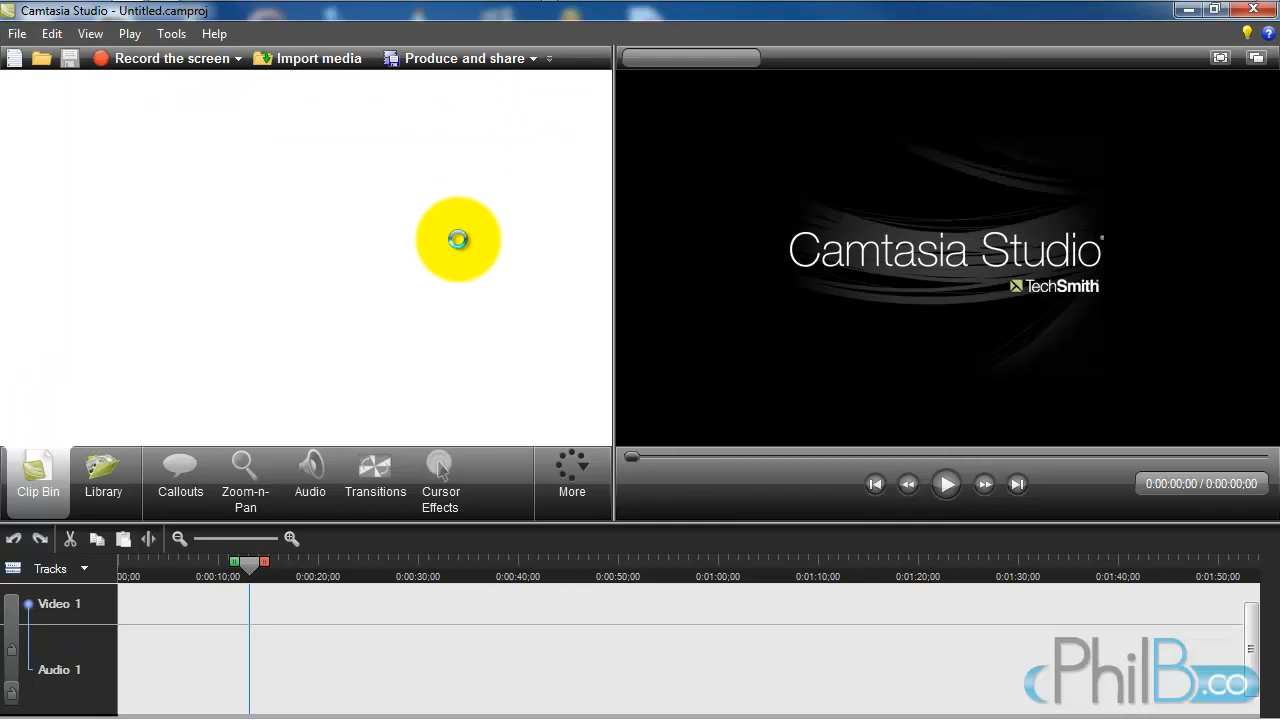 Camtasia Studio - Untitled.camproj
File Edit View Play Tools Help
Record the screen Import media Produce and share
Camtasia Studio®
TechSmith
Clip Bin Library Callouts Zoom-n-Pan Audio Transitions Cursor Effects More
0:00:00;00 / 0:00:00;00
Tracks
00;00 0:00:10;00 0:00:20;00 0:00:30;00 0:00:40;00 0:00:50;00 0:01:00;00 0:01:10;00 0:01:20;00 0:01:30;00 0:01:40;00 0:01:50;00
Video 1
Audio 1
PhilB.co